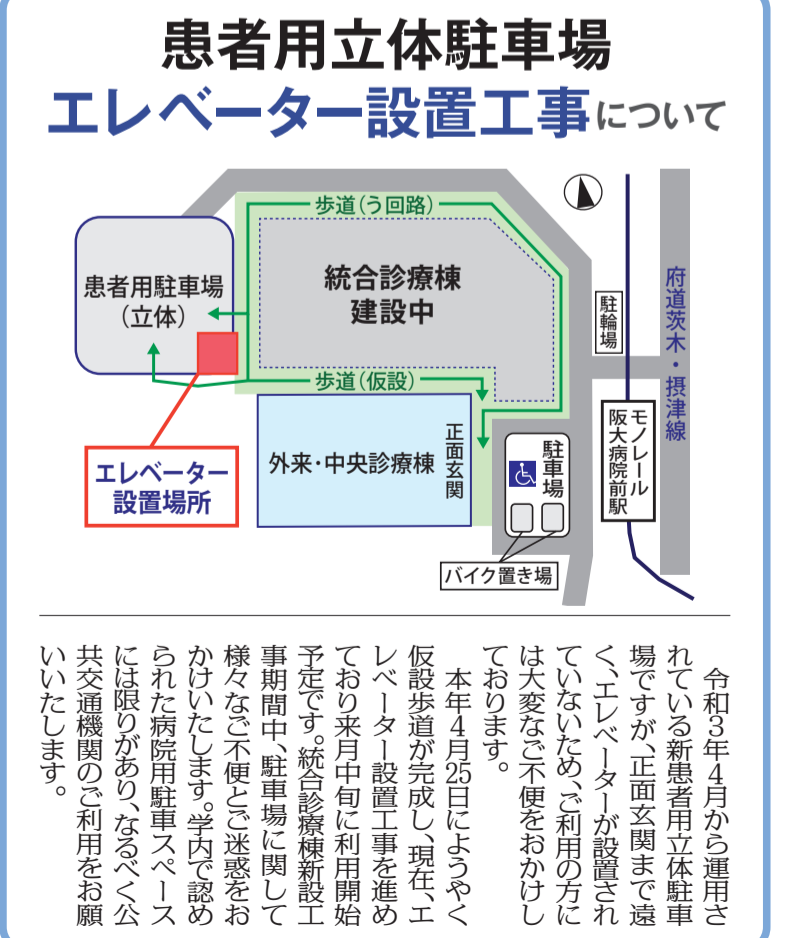 患者用立体駐車場
エレベーター設置工事について
歩道(う回路)
患者用駐車場
(立体)
統合診療棟
建設中
駐輪場
府道茨木・摂津線
歩道(仮設)
モノレール
阪大病院前駅
エレベーター
設置場所
外来・中央診療棟
正面玄関
駐車場
バイク置き場
令和3年4月から運用さ
れている新患者用立体駐車
場ですが、正面玄関まで遠
く、エレベーターが設置され
ていないため、ご利用の方に
は大変なご不便をおかけし
ております。
本年4月25日にようやく
仮設歩道が完成し、現在、エ
レベーター設置工事を進め
ており来月中旬に利用開始
予定です。統合診療棟新設工
事期間中、駐車場に関して
様々なご不便とご迷惑をお
かけいたします。学内で認め
られた病院用駐車スペース
には限りがあり、なるべく公
共交通機関のご利用をお願
いいたします。